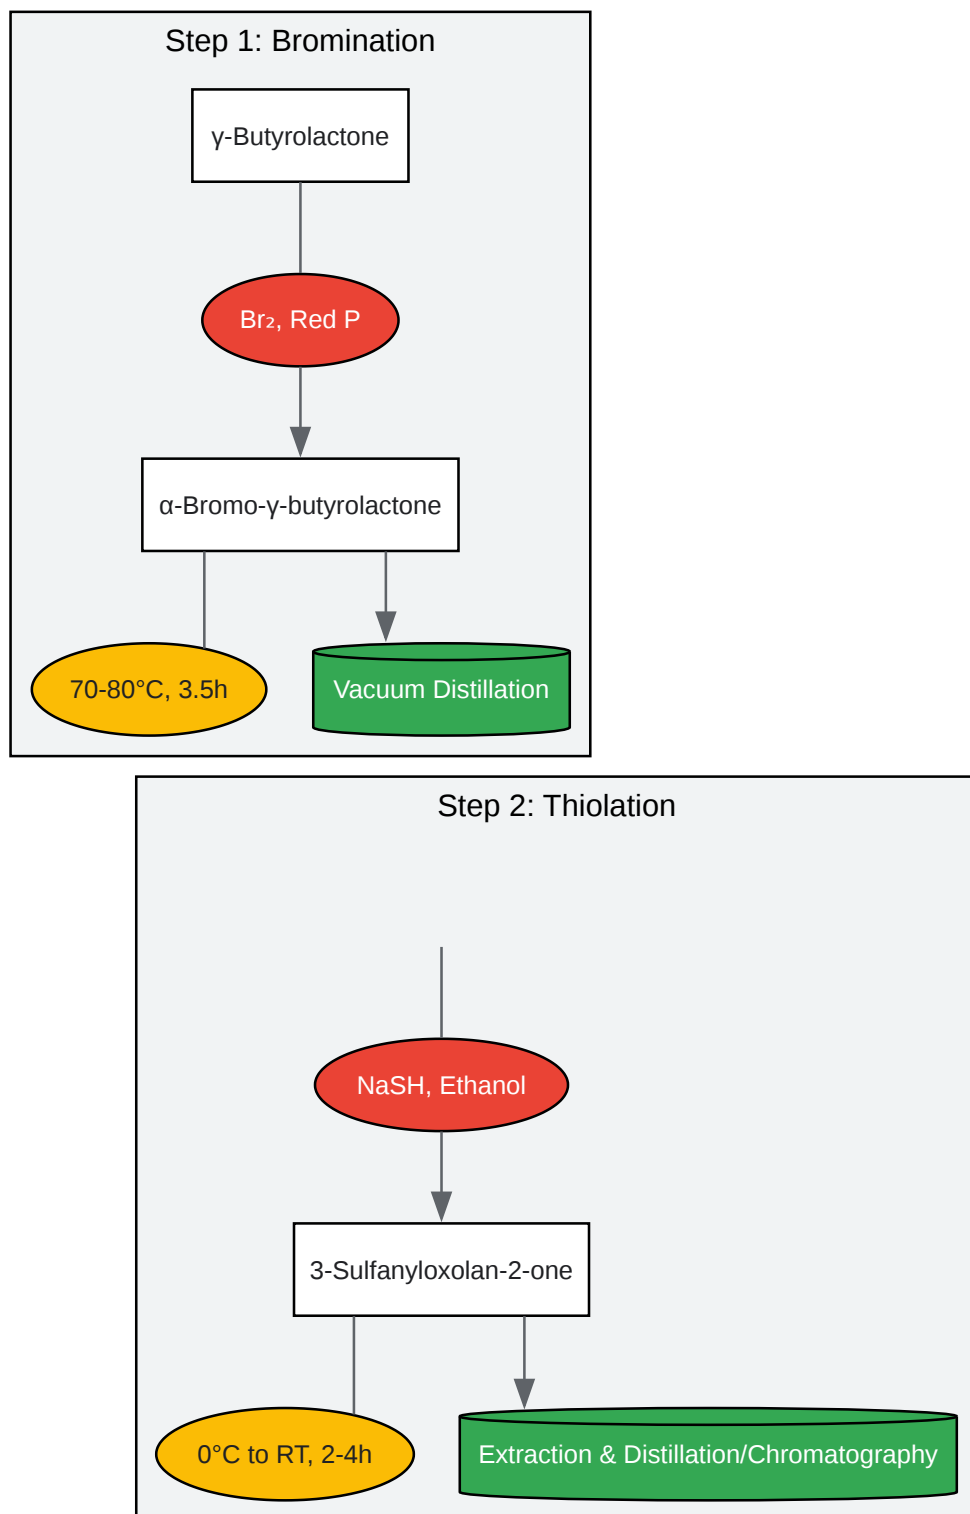 Step 1: Bromination
γ-Butyrolactone
Br₂, Red P
α-Bromo-γ-butyrolactone
70-80°C, 3.5h
Vacuum Distillation
Step 2: Thiolation
NaSH, Ethanol
3-Sulfanyloxolan-2-one
0°C to RT, 2-4h
Extraction & Distillation/Chromatography